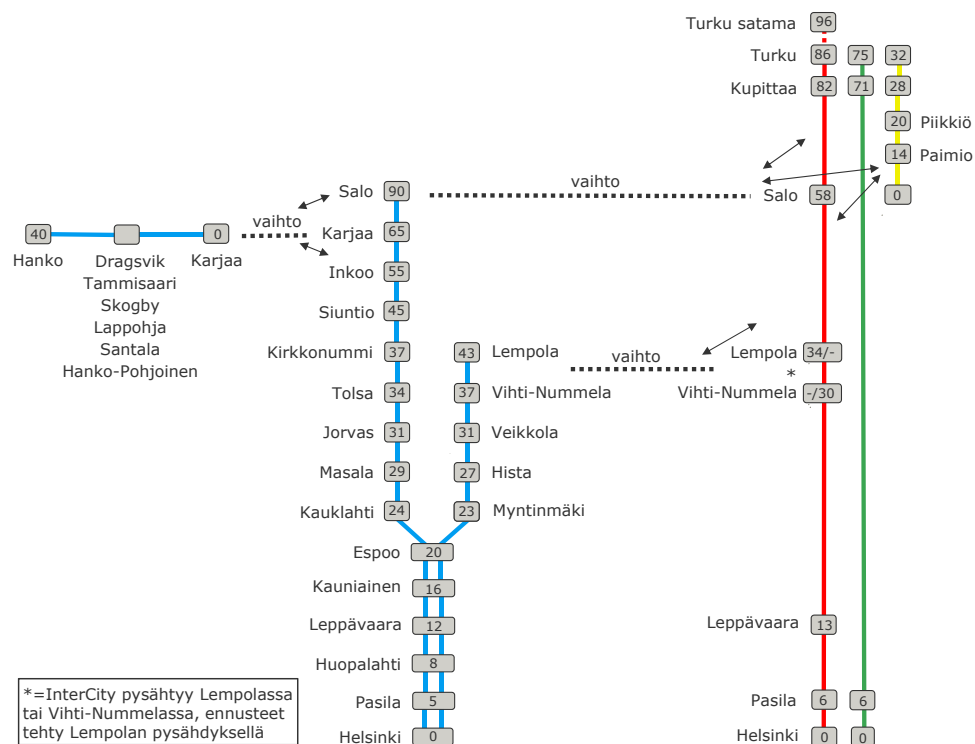 Turku satama 96
Turku 86 75 32
Kupittaa 82 71 28
20 Piikkiö
14 Paimio
Salo 90 vaihto Salo 58 0
40 0 vaihto Karjaa 65
Hanko Dragsvik Karjaa
Tammisaari
Skogby
Lappohja
Santala
Hanko-Pohjoinen
Inkoo 55
Siuntio 45
Kirkkonummi 37 43 Lempola vaihto Lempola 34/-
*
Tolsa 34 37 Vihti-Nummela Vihti-Nummela -/30
Jorvas 31 31 Veikkola
Masala 29 27 Hista
Kauklahti 24 23 Myntinmäki
Espoo 20
Kauniainen 16
Leppävaara 12 Leppävaara 13
Huopalahti 8
Pasila 5 Pasila 6 6
Helsinki 0 Helsinki 0 0
*=InterCity pysähtyy Lempolassa
tai Vihti-Nummelassa, ennusteet
tehty Lempolan pysähdyksellä